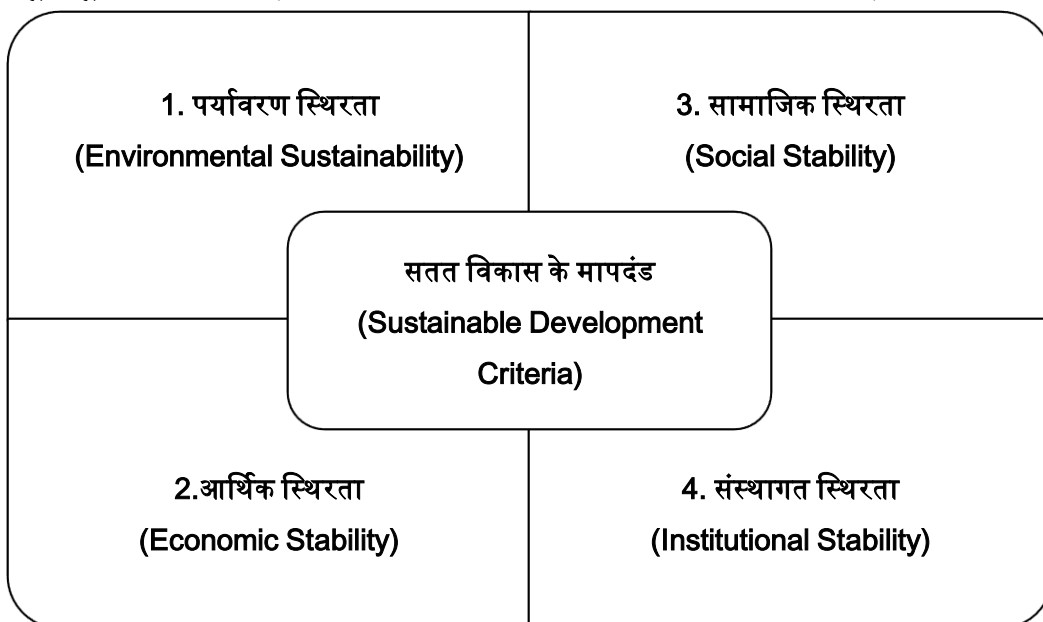 1. पर्यावरण स्थिरता
(Environmental Sustainability)
3. सामाजिक स्थिरता
(Social Stability)
सतत विकास के मापदंड
(Sustainable Development
Criteria)
2.आर्थिक स्थिरता
(Economic Stability)
4. संस्थागत स्थिरता
(Institutional Stability)